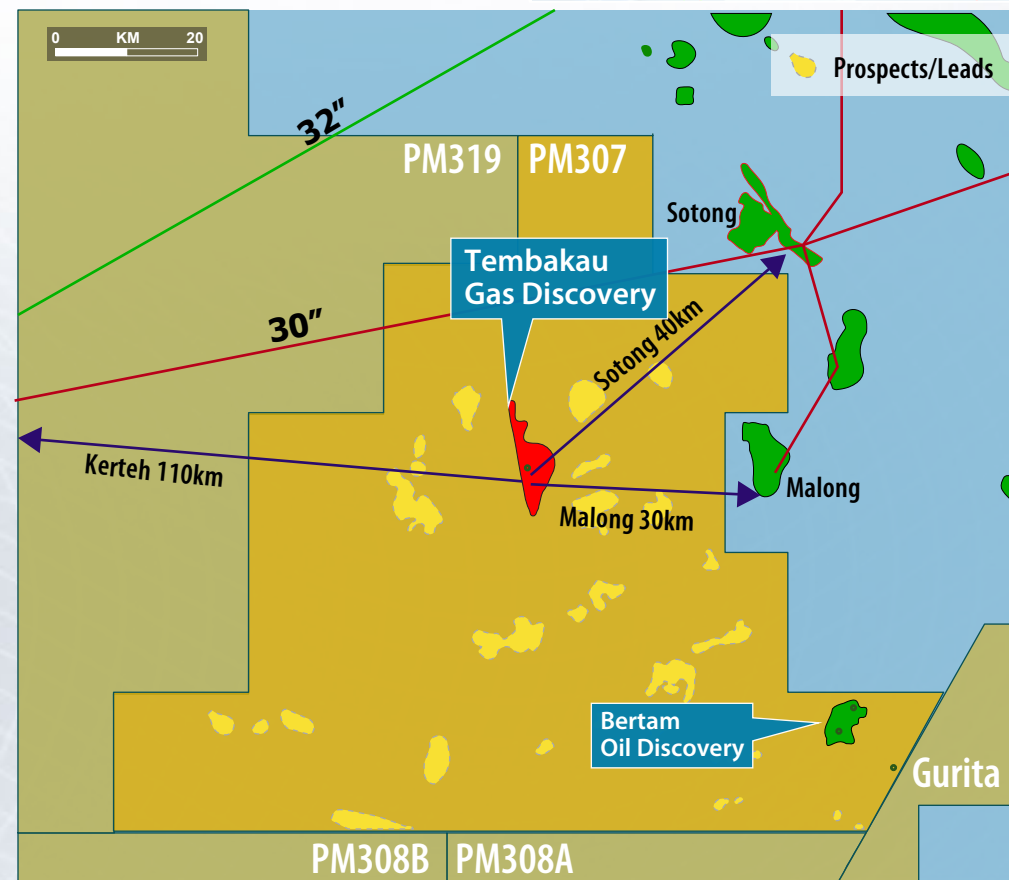 0 KM 20
Prospects/Leads
32”
PM319
PM307
Sotong
Tembakau
Gas Discovery
30”
Sotong 40km
Kerteh 110km
Malong
Malong 30km
Bertam
Oil Discovery
Gurita
PM308B
PM308A